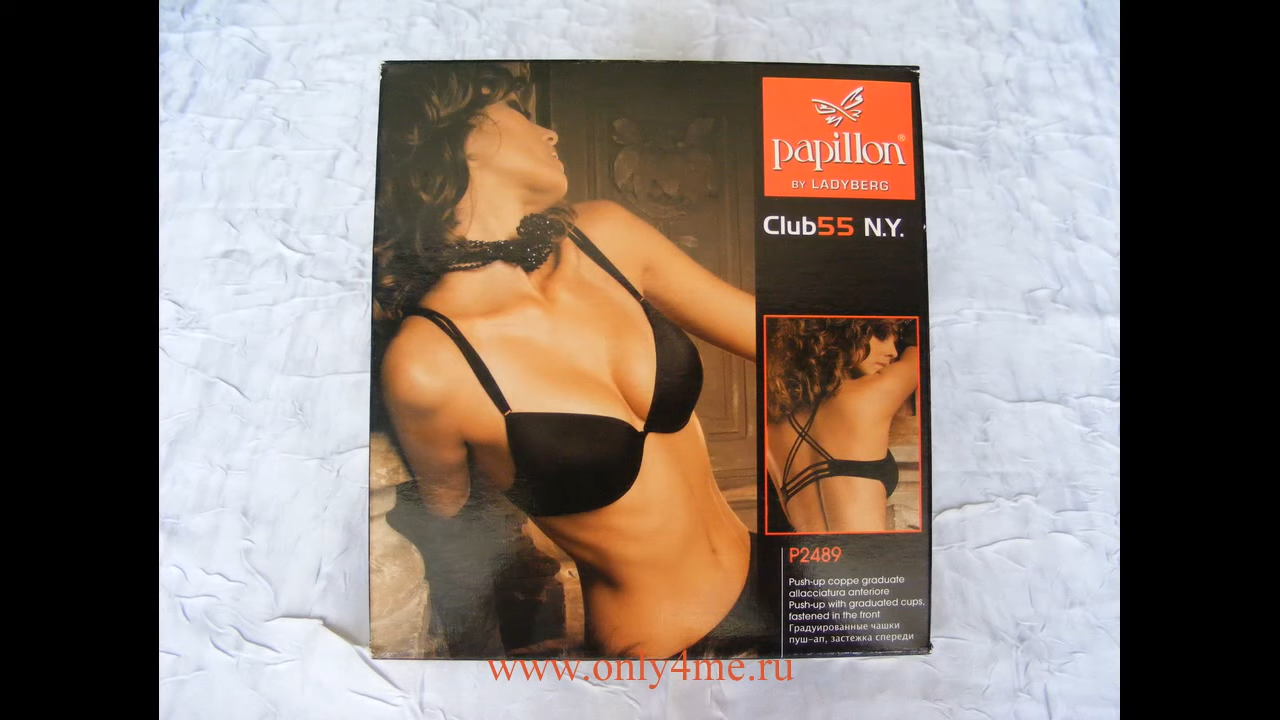 papillon®
BY LADYBERG
Club55 N.Y.
P2489
Push-up coppe graduate
allacciatura anteriore
Push-up with graduated cups,
fastened in the front
Градуированные чашки
пуш-ап, застежка спереди
www.only4me.ru